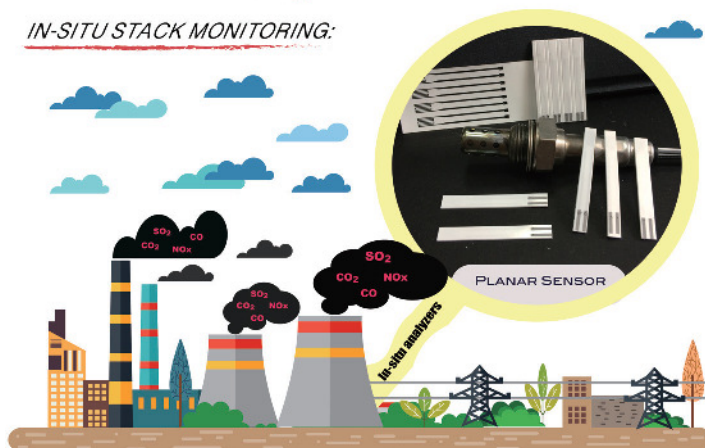 IN-SITU STACK MONITORING:
SO2
CO
CO2
NOx
SO2
CO2
NOx
CO
SO2
CO2
NOx
CO
PLANAR SENSOR
In-situ analyzers